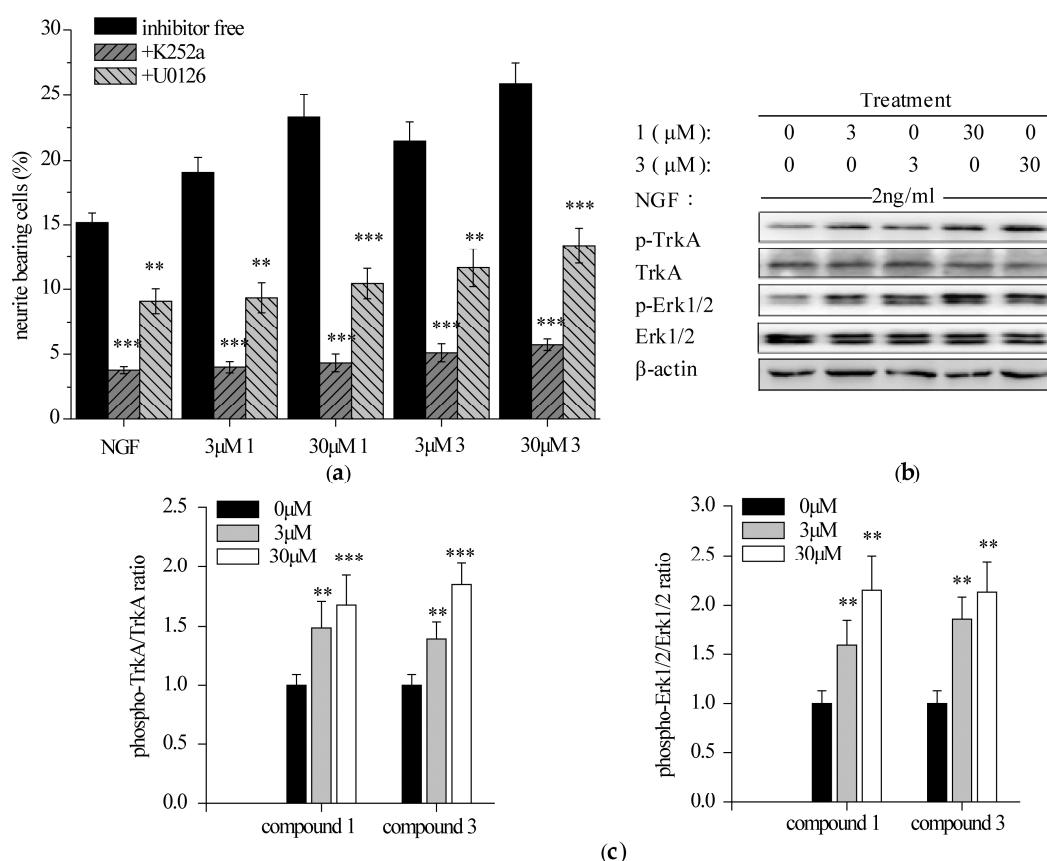 (a)
30
25
20
15
10
5
0
neurite bearing cells (%)
inhibitor free
+K252a
+U0126
*** ** *** ** *** *** *** ** *** ***
NGF 3μM 1 30μM 1 3μM 3 30μM 3
(a)
Treatment
1 ( μM): 0 3 0 30 0
3 ( μM): 0 0 3 0 30
NGF : 2ng/ml
p-TrkA
TrkA
p-Erk1/2
Erk1/2
β-actin
(b)
2.5
2.0
1.5
1.0
0.5
0.0
phospho-TrkA/TrkA ratio
0μM
3μM
30μM
** *** ** ***
compound 1 compound 3
3.0
2.5
2.0
1.5
1.0
0.5
0.0
phospho-Erk1/2/Erk1/2 ratio
0μM
3μM
30μM
** ** ** **
compound 1 compound 3
(c)